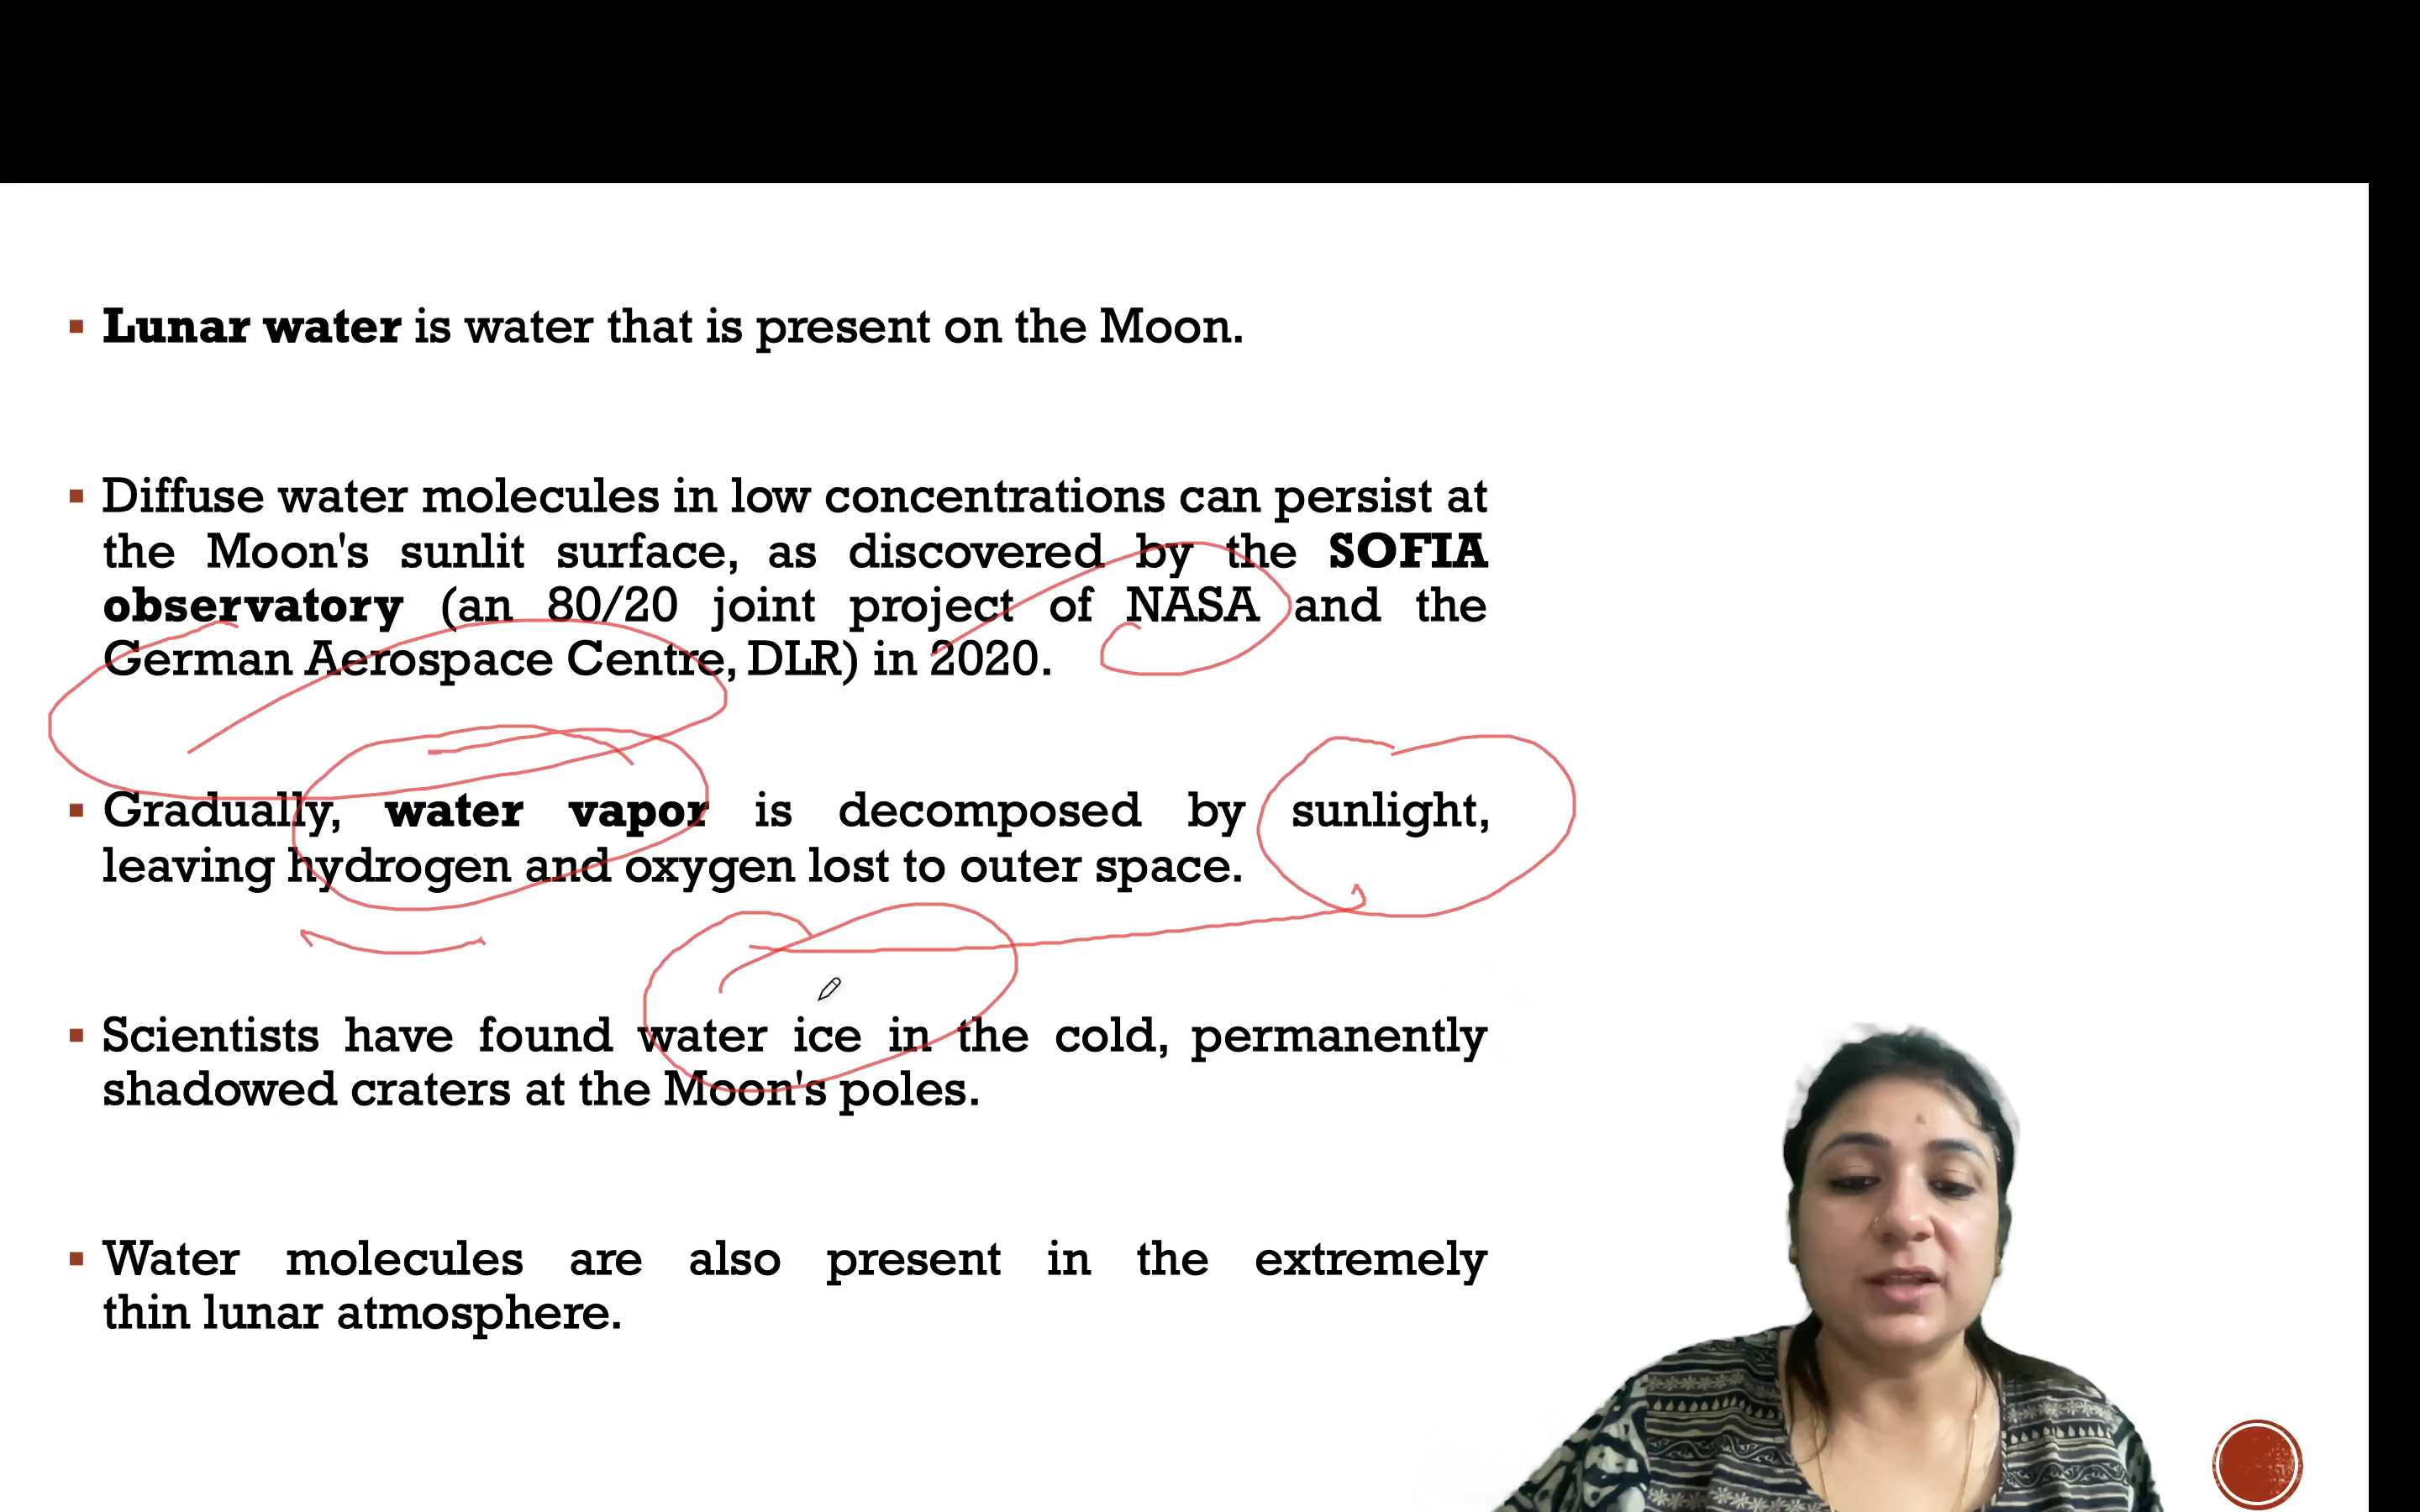 Lunar water is water that is present on the Moon.
Diffuse water molecules in low concentrations can persist at
the Moon's sunlit surface, as discovered by the SOFIA
observatory (an 80/20 joint project of NASA and the
German Aerospace Centre, DLR) in 2020.
Gradually, water vapor is decomposed by sunlight,
leaving hydrogen and oxygen lost to outer space.
Scientists have found water ice in the cold, permanently
shadowed craters at the Moon's poles.
Water molecules are also present in the extremely
thin lunar atmosphere.